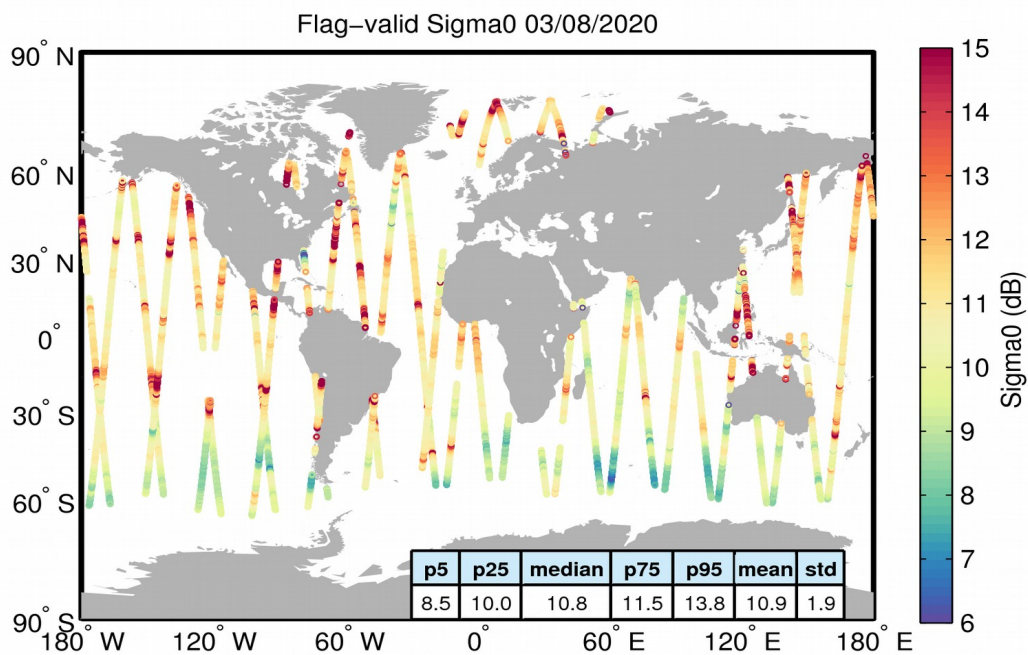 Flag−valid Sigma0 03/08/2020
90° N
60° N
30° N
0°
30° S
60° S
90° S
180° W
120° W
60° W
0°
60° E
120° E
180° E
p5 p25 median p75 p95 mean std
8.5 10.0 10.8 11.5 13.8 10.9 1.9
15
14
13
12
11
10
9
8
7
6
Sigma0 (dB)